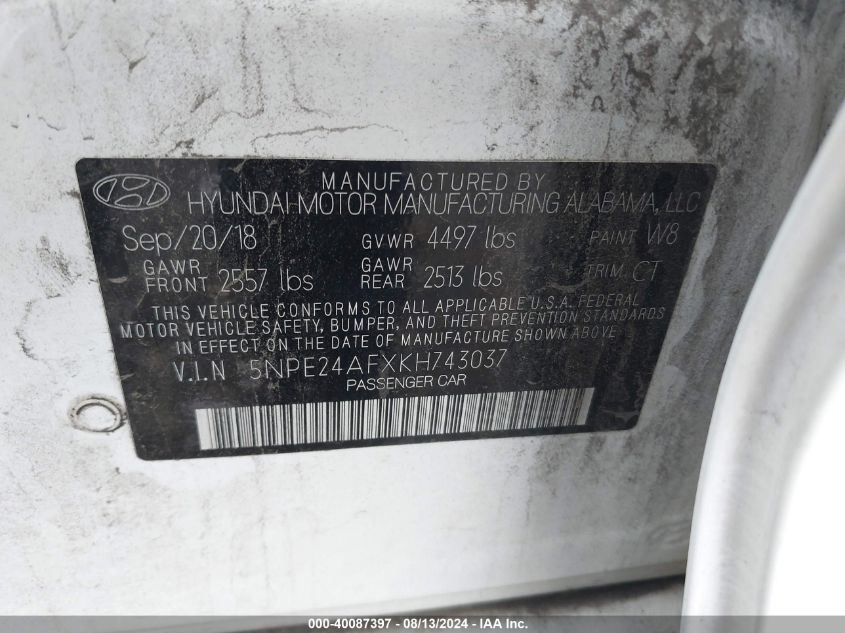 MANUFACTURED BY
HYUNDAI MOTOR MANUFACTURING ALABAMA, LLC
Sep/20/18 GVWR 4497 lbs PAINT W8
GAWR FRONT 2557 lbs GAWR REAR 2513 lbs TRIM CT
THIS VEHICLE CONFORMS TO ALL APPLICABLE U.S.A. FEDERAL
MOTOR VEHICLE SAFETY, BUMPER, AND THEFT PREVENTION STANDARDS
IN EFFECT ON THE DATE OF MANUFACTURE SHOWN ABOVE.
V.I.N 5NPE24AFXKH743037
PASSENGER CAR
000-40087397 - 08/13/2024 - IAA Inc.